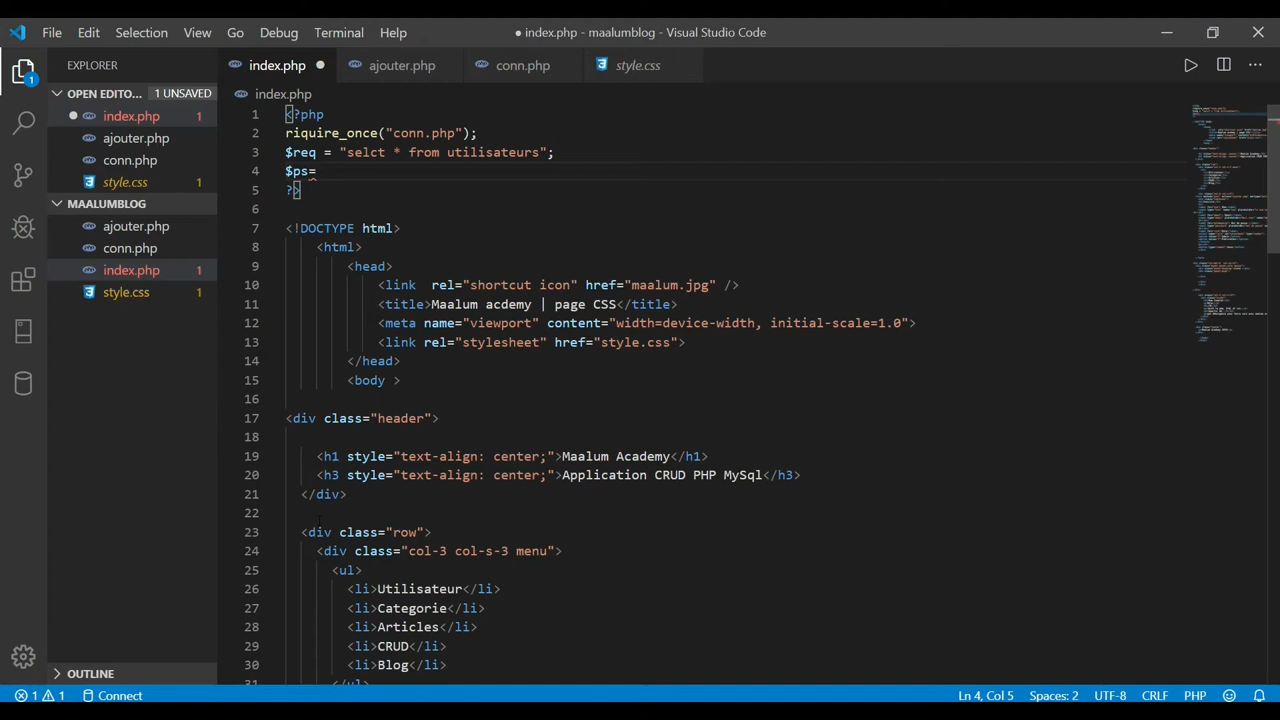 File Edit Selection View Go Debug Terminal Help
● index.php - maalumblog - Visual Studio Code
EXPLORER
OPEN EDITO... 1 UNSAVED
index.php 1
ajouter.php
conn.php
style.css 1
MAALUMBLOG
ajouter.php
conn.php
index.php 1
style.css 1
OUTLINE
1
index.php ajouter.php conn.php style.css
index.php
1 <?php
2 riquire_once("conn.php");
3 $req = "selct * from utilisateurs";
4 $ps=
5 ?>
6
7 <!DOCTYPE html>
8 <html>
9 <head>
10 <link  rel="shortcut icon" href="maalum.jpg" />
11 <title>Maalum acdemy | page CSS</title>
12 <meta name="viewport" content="width=device-width, initial-scale=1.0">
13 <link rel="stylesheet" href="style.css">
14 </head>
15 <body >
16
17 <div class="header">
18
19 <h1 style="text-align: center;">Maalum Academy</h1>
20 <h3 style="text-align: center;">Application CRUD PHP MySql</h3>
21 </div>
22
23 <div class="row">
24 <div class="col-3 col-s-3 menu">
25 <ul>
26 <li>Utilisateur</li>
27 <li>Categorie</li>
28 <li>Articles</li>
29 <li>CRUD</li>
30 <li>Blog</li>
31 </ul>
1 1 Connect
Ln 4, Col 5 Spaces: 2 UTF-8 CRLF PHP